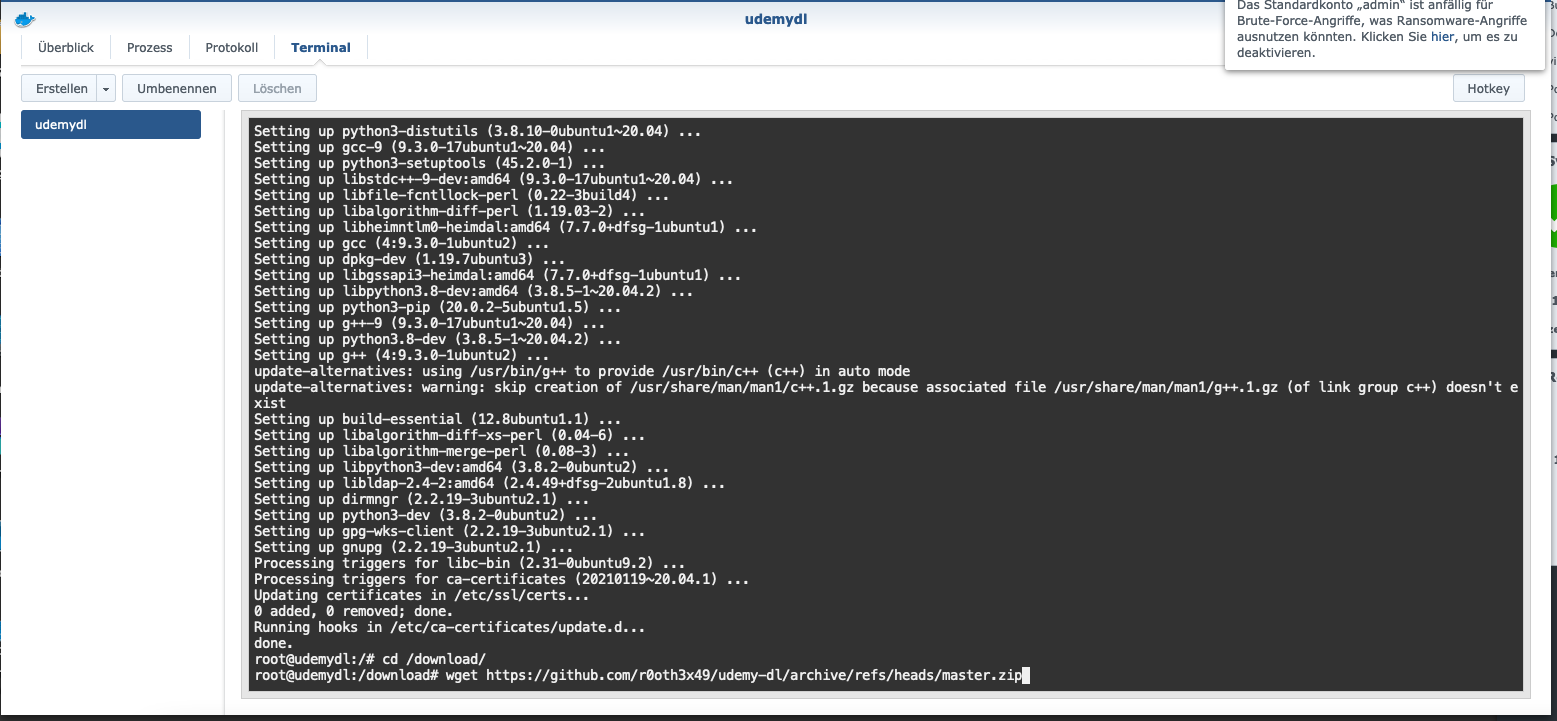 udemydl
Das Standardkonto „admin“ ist anfällig für
Brute-Force-Angriffe, was Ransomware-Angriffe
ausnutzen könnten. Klicken Sie hier, um es zu
deaktivieren.
Überblick
Prozess
Protokoll
Terminal
Erstellen
Umbenennen
Löschen
Hotkey
udemydl
Setting up python3-distutils (3.8.10-0ubuntu1~20.04) ...
Setting up gcc-9 (9.3.0-17ubuntu1~20.04) ...
Setting up python3-setuptools (45.2.0-1) ...
Setting up libstdc++-9-dev:amd64 (9.3.0-17ubuntu1~20.04) ...
Setting up libfile-fcntllock-perl (0.22-3build4) ...
Setting up libalgorithm-diff-perl (1.19.03-2) ...
Setting up libheimntlm0-heimdal:amd64 (7.7.0+dfsg-1ubuntu1) ...
Setting up gcc (4:9.3.0-1ubuntu2) ...
Setting up dpkg-dev (1.19.7ubuntu3) ...
Setting up libgssapi3-heimdal:amd64 (7.7.0+dfsg-1ubuntu1) ...
Setting up libpython3.8-dev:amd64 (3.8.5-1~20.04.2) ...
Setting up python3-pip (20.0.2-5ubuntu1.5) ...
Setting up g++-9 (9.3.0-17ubuntu1~20.04) ...
Setting up python3.8-dev (3.8.5-1~20.04.2) ...
Setting up g++ (4:9.3.0-1ubuntu2) ...
update-alternatives: using /usr/bin/g++ to provide /usr/bin/c++ (c++) in auto mode
update-alternatives: warning: skip creation of /usr/share/man/man1/c++.1.gz because associated file /usr/share/man/man1/g++.1.gz (of link group c++) doesn't e
xist
Setting up build-essential (12.8ubuntu1.1) ...
Setting up libalgorithm-diff-xs-perl (0.04-6) ...
Setting up libalgorithm-merge-perl (0.08-3) ...
Setting up libpython3-dev:amd64 (3.8.2-0ubuntu2) ...
Setting up libldap-2.4-2:amd64 (2.4.49+dfsg-2ubuntu1.8) ...
Setting up dirmngr (2.2.19-3ubuntu2.1) ...
Setting up python3-dev (3.8.2-0ubuntu2) ...
Setting up gpg-wks-client (2.2.19-3ubuntu2.1) ...
Setting up gnupg (2.2.19-3ubuntu2.1) ...
Processing triggers for libc-bin (2.31-0ubuntu9.2) ...
Processing triggers for ca-certificates (20210119~20.04.1) ...
Updating certificates in /etc/ssl/certs...
0 added, 0 removed; done.
Running hooks in /etc/ca-certificates/update.d...
done.
root@udemydl:/# cd /download/
root@udemydl:/download# wget https://github.com/r0oth3x49/udemy-dl/archive/refs/heads/master.zip